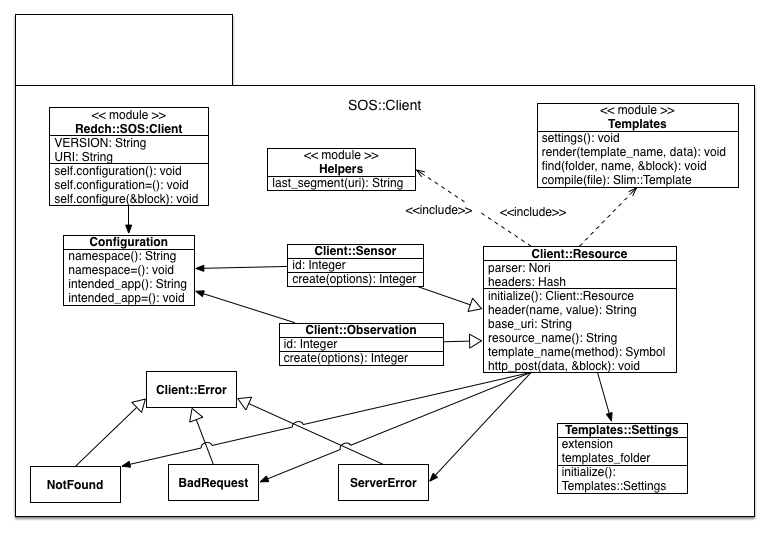 SOS::Client
<< module >>
Redch::SOS:Client
VERSION: String
URI: String
self.configuration(): void
self.configuration=(): void
self.configure(&block): void
<< module >>
Helpers
last_segment(uri): String
<< module >>
Templates
settings(): void
render(template_name, data): void
find(folder, name, &block): void
compile(file): Slim::Template
<<include>>
<<include>>
Configuration
namespace(): String
namespace=(): void
intended_app(): String
intended_app=(): void
Client::Sensor
id: Integer
create(options): Integer
Client::Resource
parser: Nori
headers: Hash
initialize(): Client::Resource
header(name, value): String
base_uri: String
resource_name(): String
template_name(method): Symbol
http_post(data, &block): void
Client::Observation
id: Integer
create(options): Integer
Client::Error
NotFound
BadRequest
ServerError
Templates::Settings
extension
templates_folder
initialize():
Templates::Settings